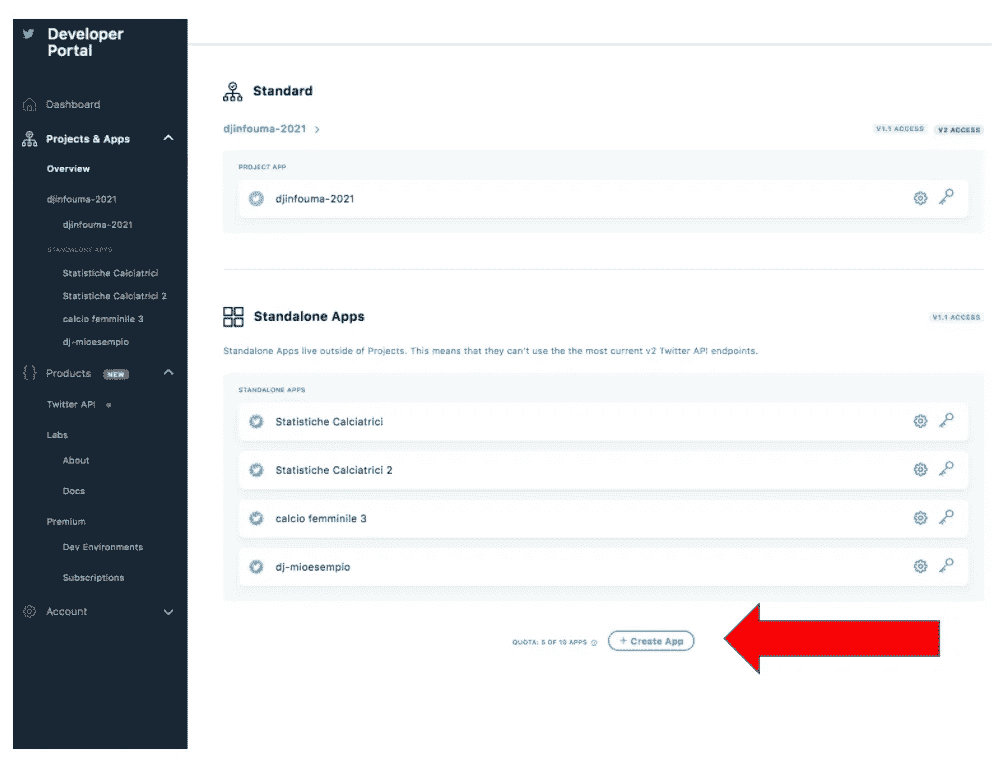 Developer
Portal
Dashboard
Projects & Apps
Overview
djinfouma-2021
djinfouma-2021
STANDALONE APPS
Statistiche Calciatrici
Statistiche Calciatrici 2
calcio femminile 3
dj-mioesempio
{ } Products NEW
Twitter API
Labs
About
Docs
Premium
Dev Environments
Subscriptions
Account
Standard
djinfouma-2021 >
V1.1 ACCESS V2 ACCESS
PROJECT APP
djinfouma-2021
Standalone Apps
V1.1 ACCESS
Standalone Apps live outside of Projects. This means that they can't use the the most current v2 Twitter API endpoints.
STANDALONE APPS
Statistiche Calciatrici
Statistiche Calciatrici 2
calcio femminile 3
dj-mioesempio
QUOTA: 5 OF 10 APPS + Create App